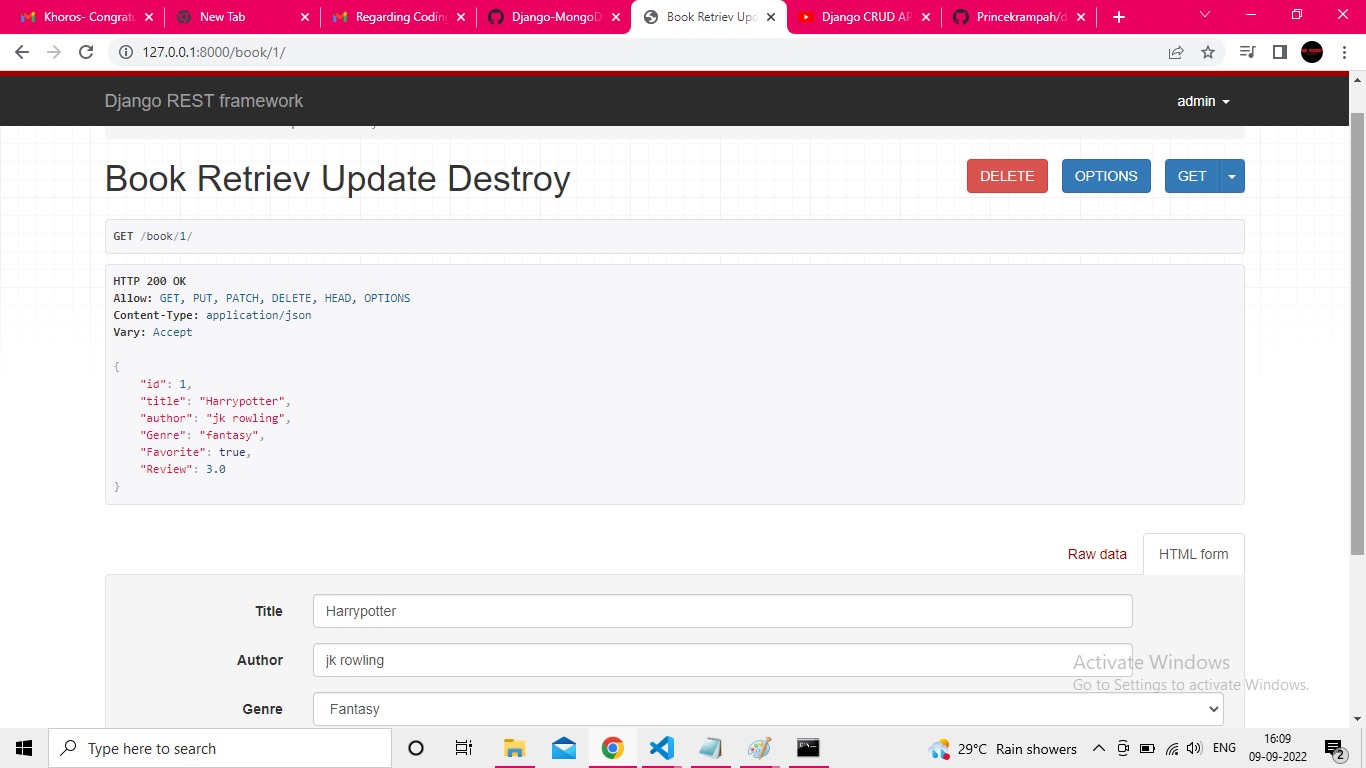 Khoros- Congratu
New Tab
Regarding Coding
Django-MongoD
Book Retriev Upd
Django CRUD AP
Princekrampah/d
127.0.0.1:8000/book/1/
Django REST framework
admin
Book Retriev Update Destroy
DELETE
OPTIONS
GET
GET /book/1/
HTTP 200 OK
Allow: GET, PUT, PATCH, DELETE, HEAD, OPTIONS
Content-Type: application/json
Vary: Accept
{
"id": 1,
"title": "Harrypotter",
"author": "jk rowling",
"Genre": "fantasy",
"Favorite": true,
"Review": 3.0
}
Raw data
HTML form
Title
Harrypotter
Author
jk rowling
Genre
Fantasy
Activate Windows
Go to Settings to activate Windows.
Type here to search
29°C Rain showers
ENG
16:09
09-09-2022
2